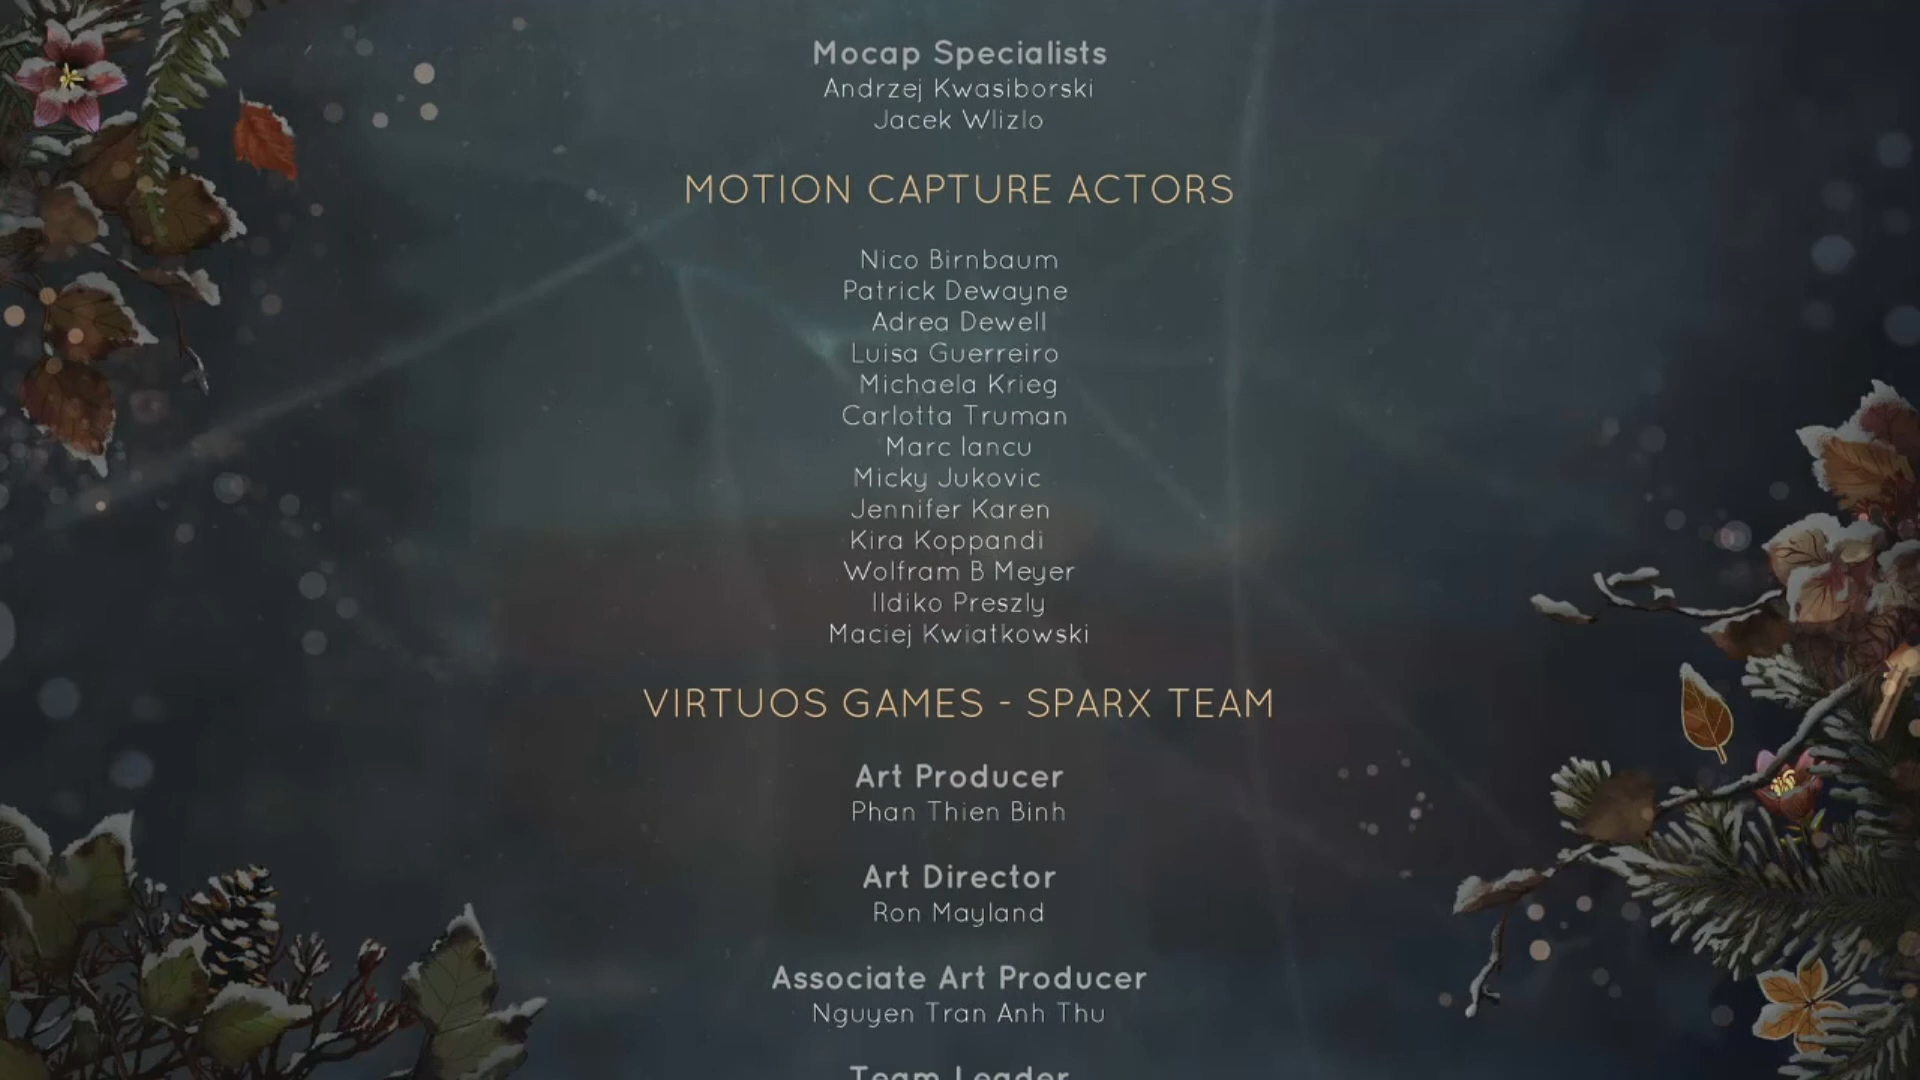 Mocap Specialists
Andrzej Kwasiborski
Jacek Wlizlo
MOTION CAPTURE ACTORS
Nico Birnbaum
Patrick Dewayne
Adrea Dewell
Luisa Guerreiro
Michaela Krieg
Carlotta Truman
Marc Iancu
Micky Jukovic
Jennifer Karen
Kira Koppandi
Wolfram B Meyer
Ildiko Preszly
Maciej Kwiatkowski
VIRTUOS GAMES - SPARX TEAM
Art Producer
Phan Thien Binh
Art Director
Ron Mayland
Associate Art Producer
Nguyen Tran Anh Thu
Team Leader